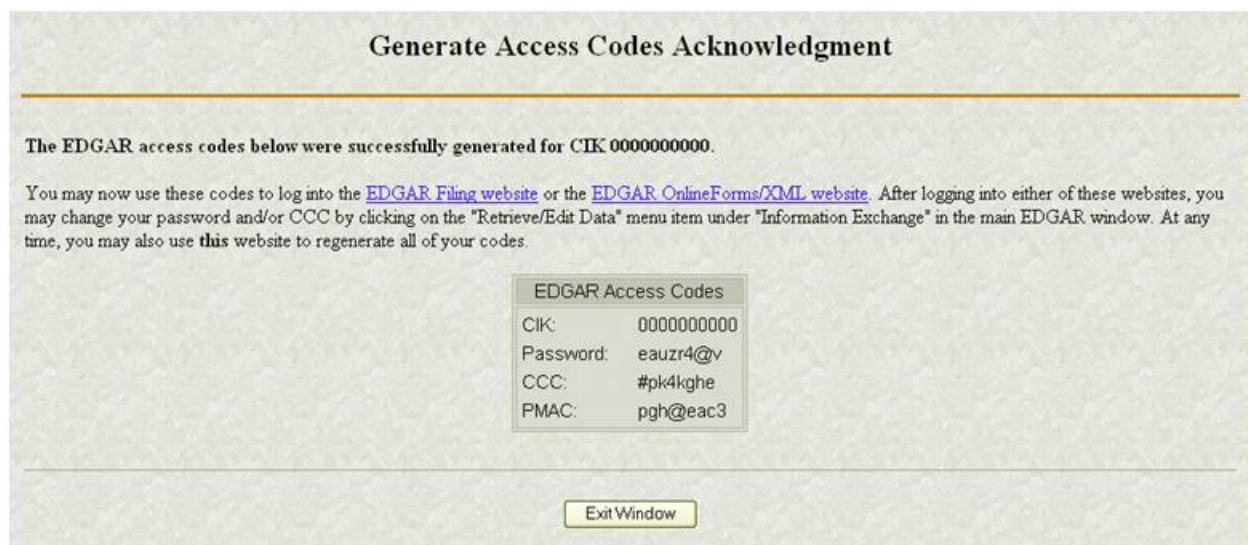 Generate Access Codes Acknowledgment
The EDGAR access codes below were successfully generated for CIK 0000000000.
You may now use these codes to log into the EDGAR Filing website or the EDGAR OnlineForms/XML website. After logging into either of these websites, you
may change your password and/or CCC by clicking on the "Retrieve/Edit Data" menu item under "Information Exchange" in the main EDGAR window. At any
time, you may also use this website to regenerate all of your codes.
EDGAR Access Codes
CIK: 0000000000
Password: eauzr4@v
CCC: #pk4kghe
PMAC: pgh@eac3
Exit Window